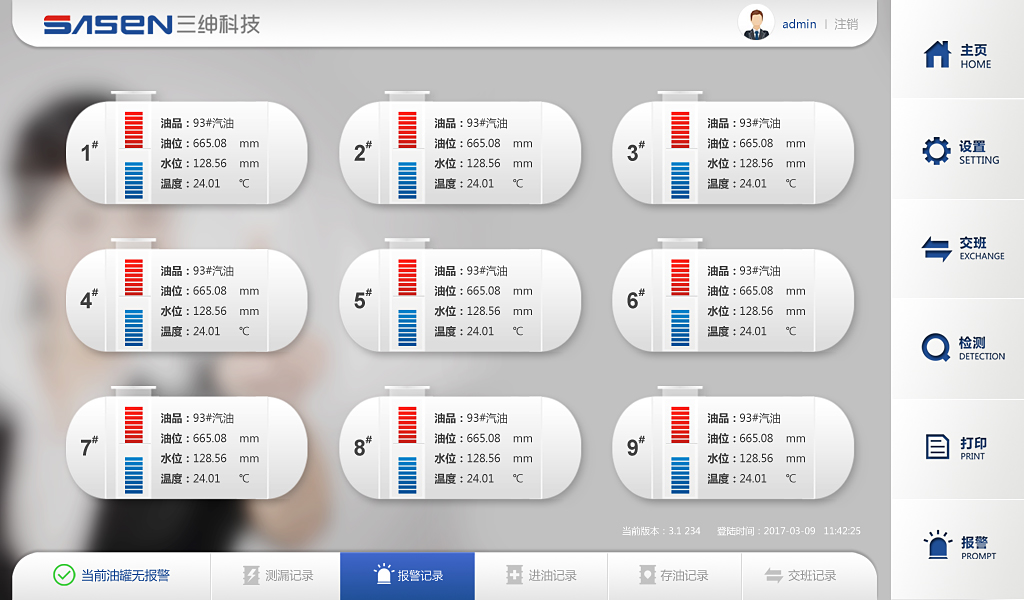 SASEN三绅科技
admin | 注销
1#
油品：93#汽油
油位：665.08 mm
水位：128.56 mm
温度：24.01 ℃
2#
油品：93#汽油
油位：665.08 mm
水位：128.56 mm
温度：24.01 ℃
3#
油品：93#汽油
油位：665.08 mm
水位：128.56 mm
温度：24.01 ℃
4#
油品：93#汽油
油位：665.08 mm
水位：128.56 mm
温度：24.01 ℃
5#
油品：93#汽油
油位：665.08 mm
水位：128.56 mm
温度：24.01 ℃
6#
油品：93#汽油
油位：665.08 mm
水位：128.56 mm
温度：24.01 ℃
7#
油品：93#汽油
油位：665.08 mm
水位：128.56 mm
温度：24.01 ℃
8#
油品：93#汽油
油位：665.08 mm
水位：128.56 mm
温度：24.01 ℃
9#
油品：93#汽油
油位：665.08 mm
水位：128.56 mm
温度：24.01 ℃
当前版本：3.1.234 登陆时间：2017-03-09 11:42:25
当前油罐无报警
测漏记录
报警记录
进油记录
存油记录
交班记录
主页
HOME
设置
SETTING
交班
EXCHANGE
检测
DETECTION
打印
PRINT
报警
PROMPT